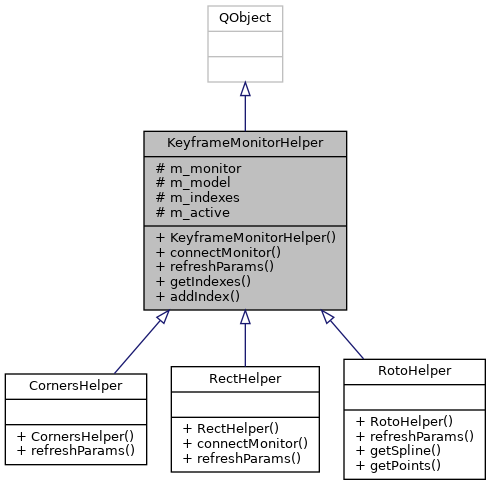 QObject
KeyframeMonitorHelper
# m_monitor
# m_model
# m_indexes
# m_active
+ KeyframeMonitorHelper()
+ connectMonitor()
+ refreshParams()
+ getIndexes()
+ addIndex()
CornersHelper
+ CornersHelper()
+ refreshParams()
RectHelper
+ RectHelper()
+ connectMonitor()
+ refreshParams()
RotoHelper
+ RotoHelper()
+ refreshParams()
+ getSpline()
+ getPoints()